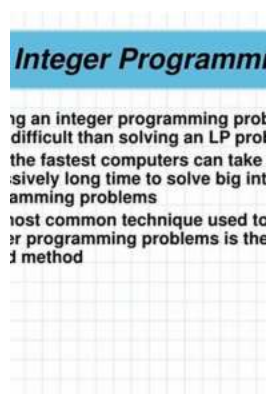 Integer Programmi
ng an integer programming prob
difficult than solving an LP prob
the fastest computers can take
sively long time to solve big int
amming problems
nost common technique used to
er programming problems is the
d method